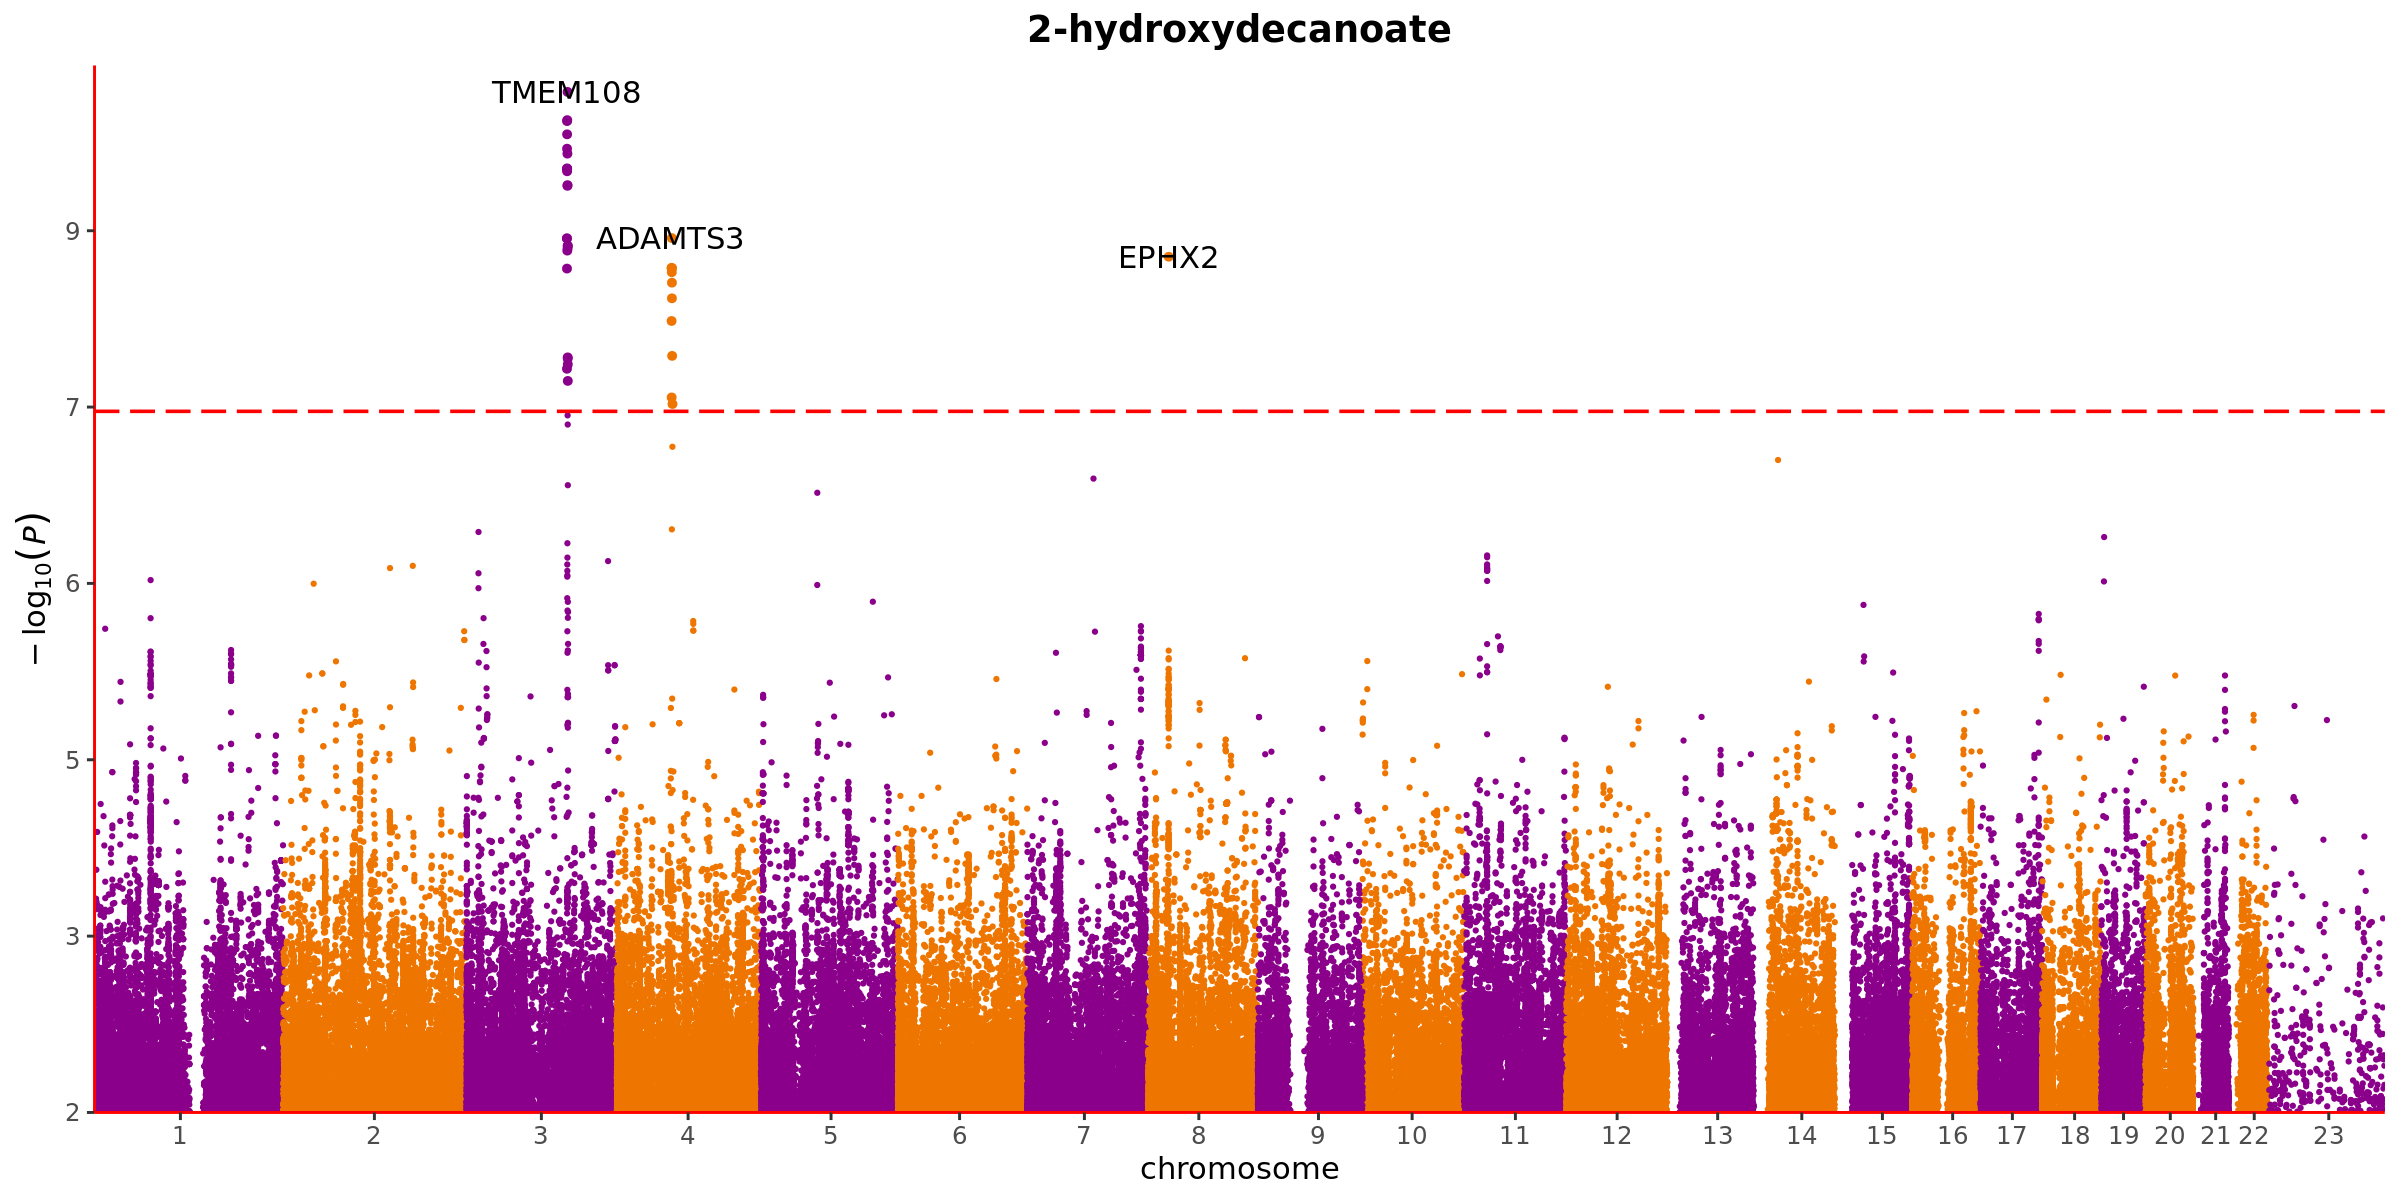 2-hydroxydecanoate
TMEM108
ADAMTS3
EPHX2
9
7
6
5
3
2
− log10(P)
1 2 3 4 5 6 7 8 9 10 11 12 13 14 15 16 17 18 19 20 21 22 23
chromosome